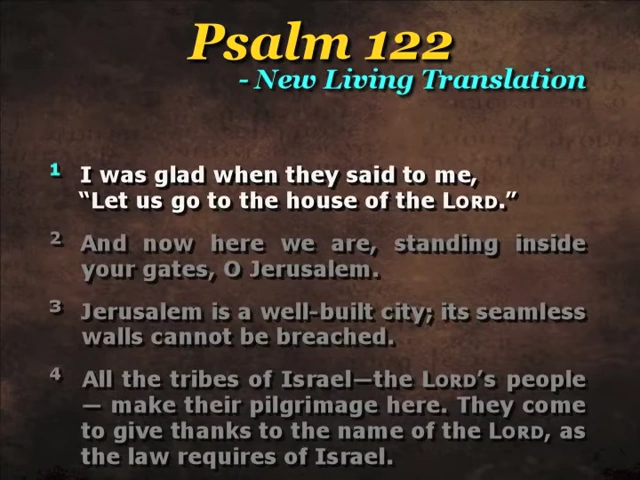 Psalm 122
- New Living Translation
1 I was glad when they said to me,
“Let us go to the house of the LORD.”
2 And now here we are, standing inside
your gates, O Jerusalem.
3 Jerusalem is a well-built city; its seamless
walls cannot be breached.
4 All the tribes of Israel—the LORD’s people
— make their pilgrimage here. They come
to give thanks to the name of the LORD, as
the law requires of Israel.